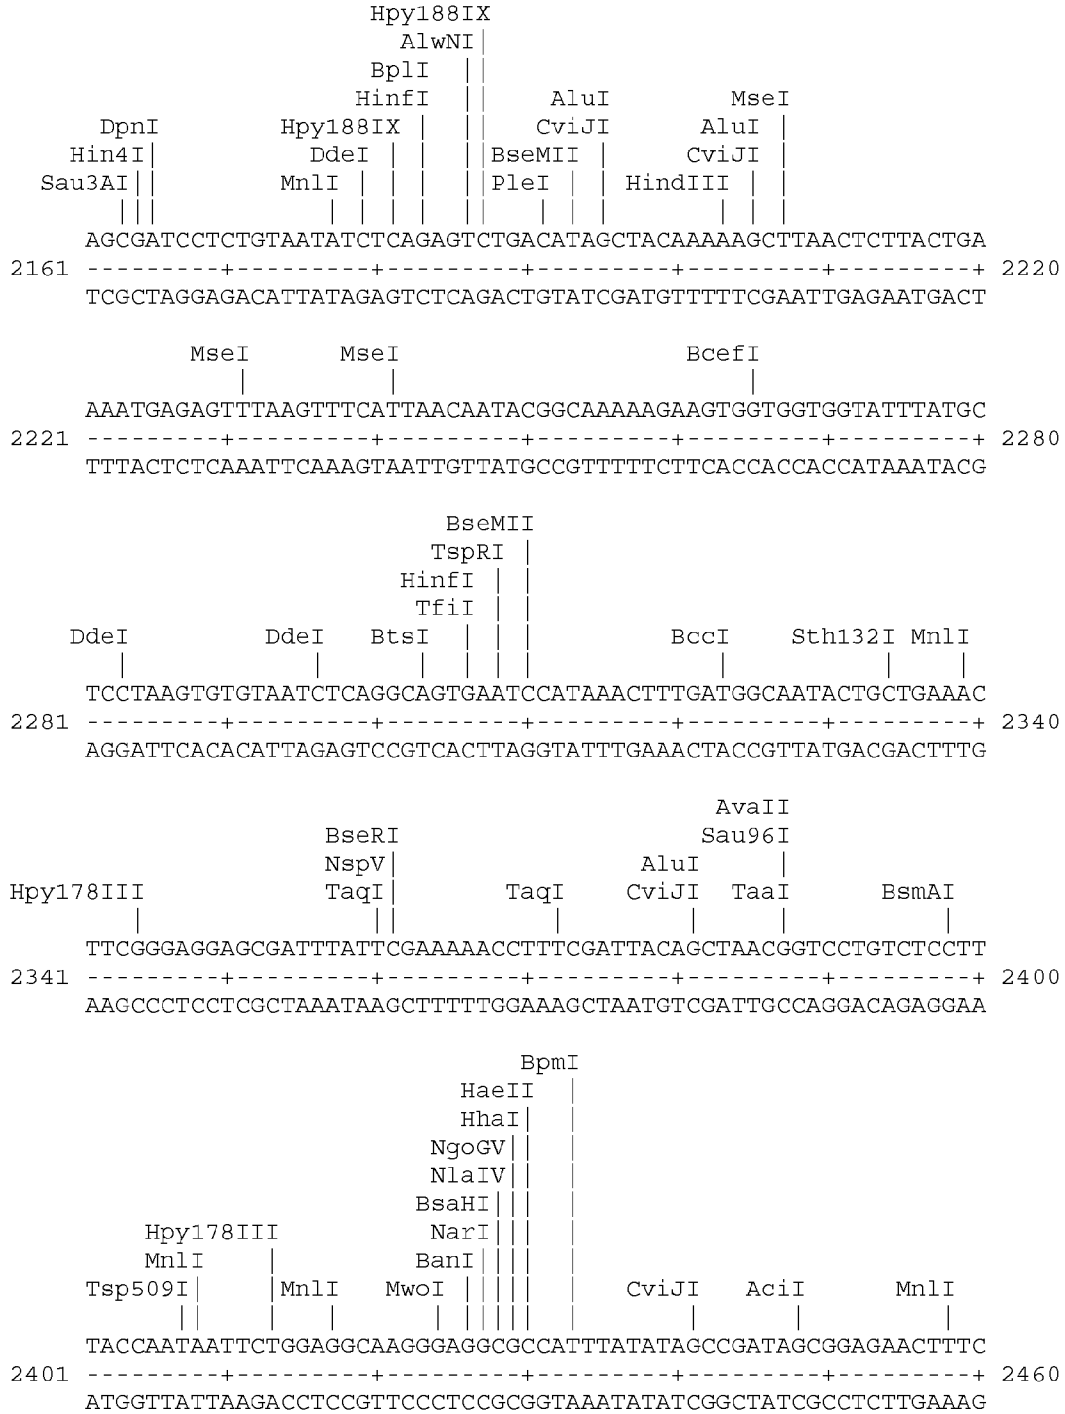 Hpy188IX
AlwNI
BplI
HinfI AluI MseI
DpnI Hpy188IX CviJI AluI
Hin4I DdeI BseMII CviJI
Sau3AI MnlI PleI HindIII
AGCGATCCTCTGTAATATCTCAGAGTCTGACATAGCTACAAAAAGCTTAACTCTTACTGA
2161 ---------+---------+---------+---------+---------+---------+ 2220
TCGCTAGGAGACATTATAGAGTCTCAGACTGTATCGATGTTTTTCGAATTGAGAATGACT
MseI MseI BcefI
AAATGAGAGTTTTAAGTTTCATTAACAATACGGCAAAAAGAAGTGGTGGTGGTATTTATGC
2221 ---------+---------+---------+---------+---------+---------+ 2280
TTTACTCTCAAAATTCAAAGTAATTGTTATGCCGTTTTTCTTCACCACCACCATAAATACG
BseMII
TspRI
HinfI
TfiI
DdeI DdeI BtsI BccI Sth132I MnlI
TCCTAAGTGTGTAATCTCAGGCAGTGAATCCATAAACTTTGATGGCAATACTGCTGAAAC
2281 ---------+---------+---------+---------+---------+---------+ 2340
AGGATTCACACATTAGAGTCCGTCACTTAGGTATTTGAAACTACCGTTATGACGACTTTG
AvaII
BseRI Sau96I
NspV AluI
Hpy178III TaqI TaqI CviJI TaaI BsmAI
TTCGGGAGGAGCGATTTATTCGAAAAACCTTTCGATTACAGCTAACGGTCCTGTCTCCTT
2341 ---------+---------+---------+---------+---------+---------+ 2400
AAGCCCTCCTCGCTAAATAAGCTTTTTGGAAAGCTAATGTCGATTGCCAGGACAGAGGAA
BpmI
HaeII
HhaI
NgoGV
NlaIV
BsaHI
Hpy178III NarI
MnlI BanI
Tsp509I MnlI MwoI CviJI AciI MnlI
TACCAATAATTCTGGAGGCAAGGGAGGCGCCATTTATATAGCCGATAGCGGAGAACTTTC
2401 ---------+---------+---------+---------+---------+---------+ 2460
ATGGTTATTAAGACCTCCGTTCCCTCCGCGGTAAATATATCGGCTATCGCCTCTTGAAAG